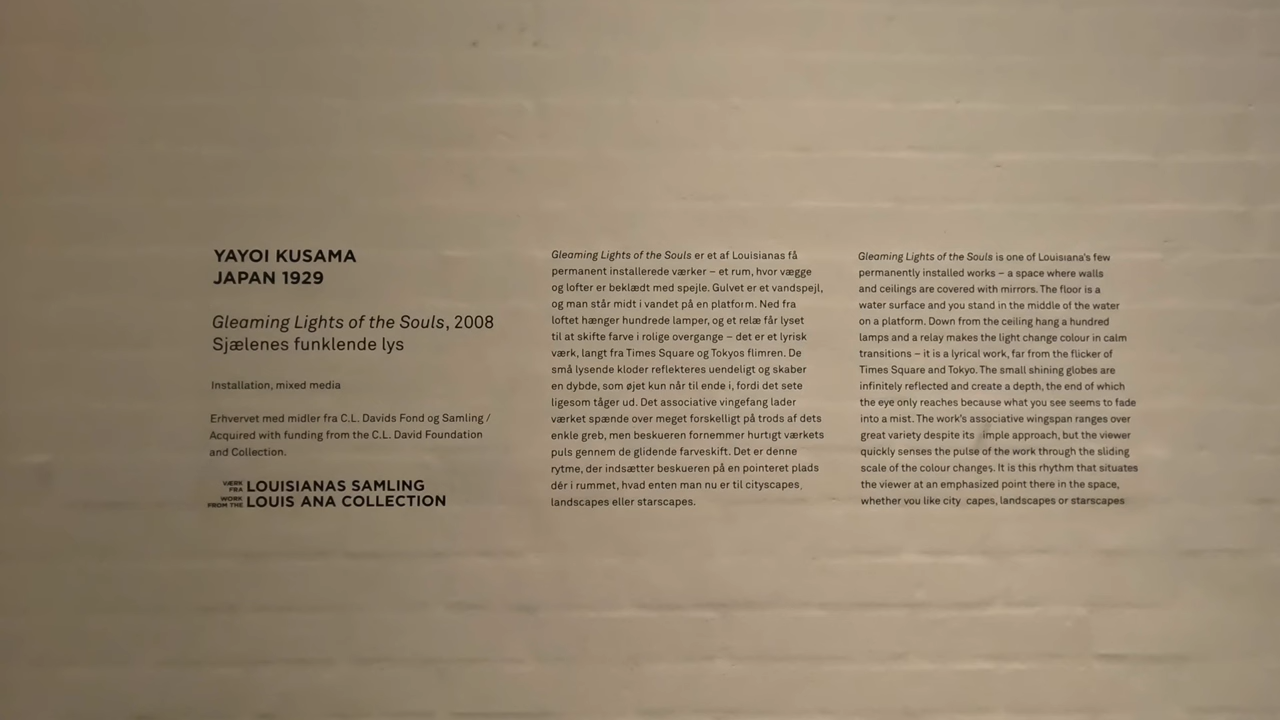 YAYOI KUSAMA
JAPAN 1929
Gleaming Lights of the Souls, 2008
Sjælenes funklende lys
Installation, mixed media
Erhvervet med midler fra C.L. Davids Fond og Samling /
Acquired with funding from the C.L. David Foundation
and Collection.
VÆRK
FRA
LOUISIANAS SAMLING
WORK
FROM THE
LOUIS ANA COLLECTION
Gleaming Lights of the Souls er et af Louisianas få
permanent installerede værker – et rum, hvor vægge
og lofter er beklædt med spejle. Gulvet er et vandspejl,
og man står midt i vandet på en platform. Ned fra
loftet hænger hundrede lamper, og et relæ får lyset
til at skifte farve i rolige overgange – det er et lyrisk
værk, langt fra Times Square og Tokyos flimren. De
små lysende kloder reflekteres uendeligt og skaber
en dybde, som øjet kun når til ende i, fordi det sete
ligesom tåger ud. Det associative vingefang lader
værket spænde over meget forskelligt på trods af dets
enkle greb, men beskueren fornemmer hurtigt værkets
puls gennem de glidende farveskift. Det er denne
rytme, der indsætter beskueren på en pointeret plads
dér i rummet, hvad enten man nu er til cityscapes,
landscapes eller starscapes.
Gleaming Lights of the Souls is one of Louisiana's few
permanently installed works – a space where walls
and ceilings are covered with mirrors. The floor is a
water surface and you stand in the middle of the water
on a platform. Down from the ceiling hang a hundred
lamps and a relay makes the light change colour in calm
transitions – it is a lyrical work, far from the flicker of
Times Square and Tokyo. The small shining globes are
infinitely reflected and create a depth, the end of which
the eye only reaches because what you see seems to fade
into a mist. The work's associative wingspan ranges over
great variety despite its imple approach, but the viewer
quickly senses the pulse of the work through the sliding
scale of the colour changes. It is this rhythm that situates
the viewer at an emphasized point there in the space,
whether you like city capes, landscapes or starscapes